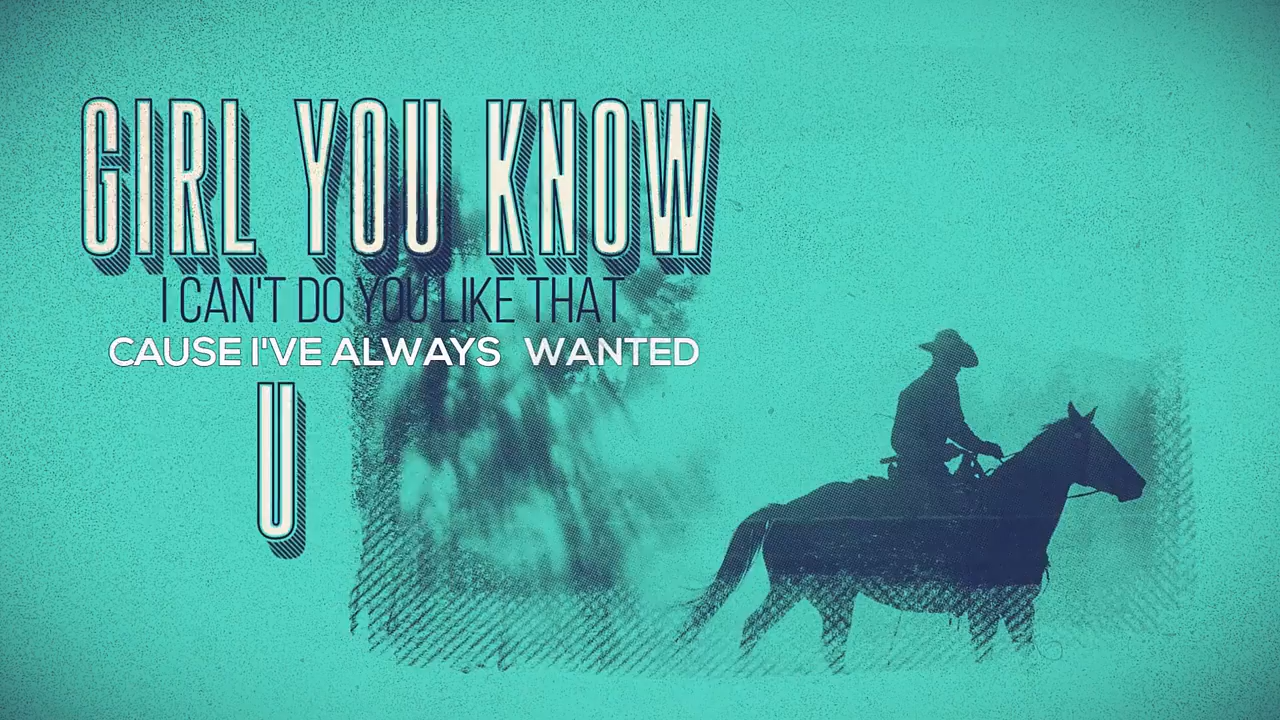 GIRL YOU KNOW
I CAN'T DO YOU LIKE THAT
CAUSE I'VE ALWAYS WANTED
U